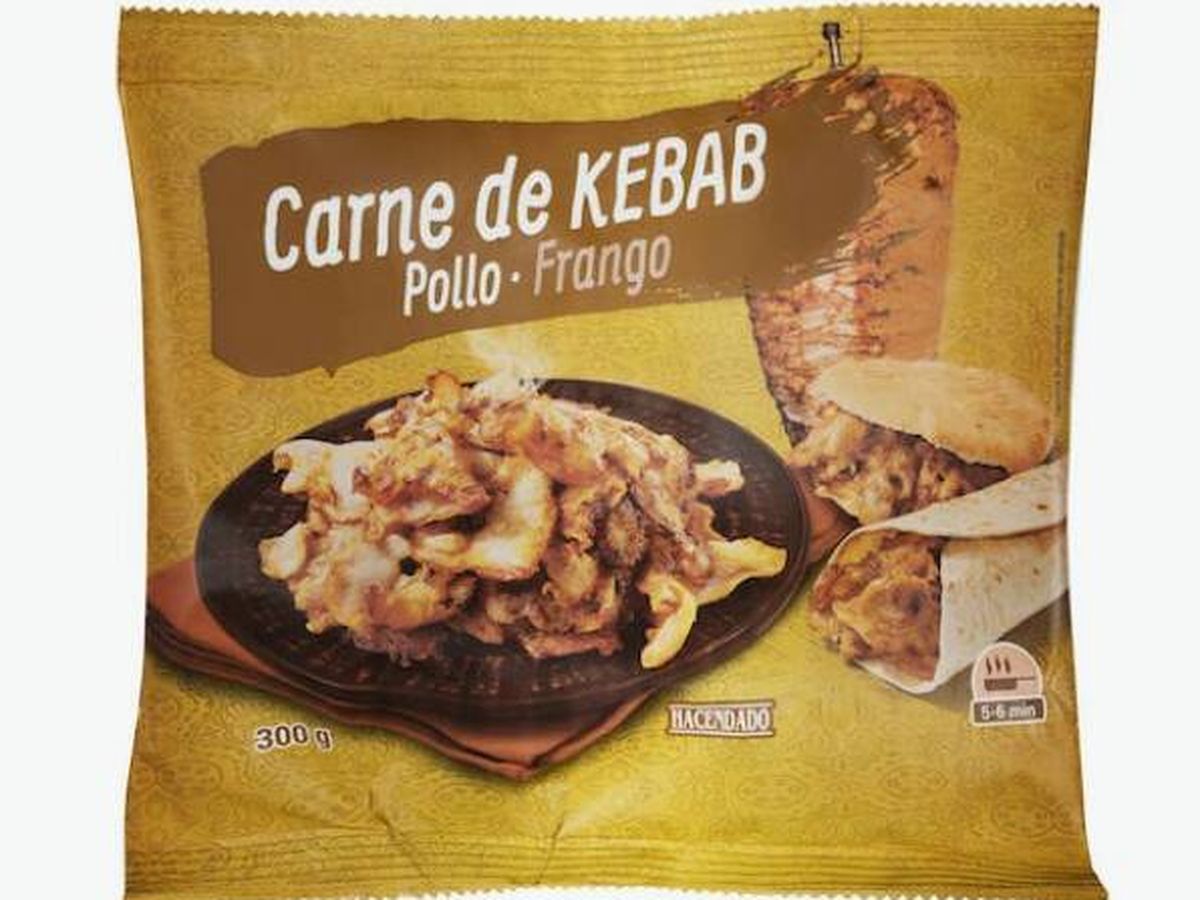 Carne de KEBAB
Pollo · Frango
300 g
HACENDADO
5-6 min